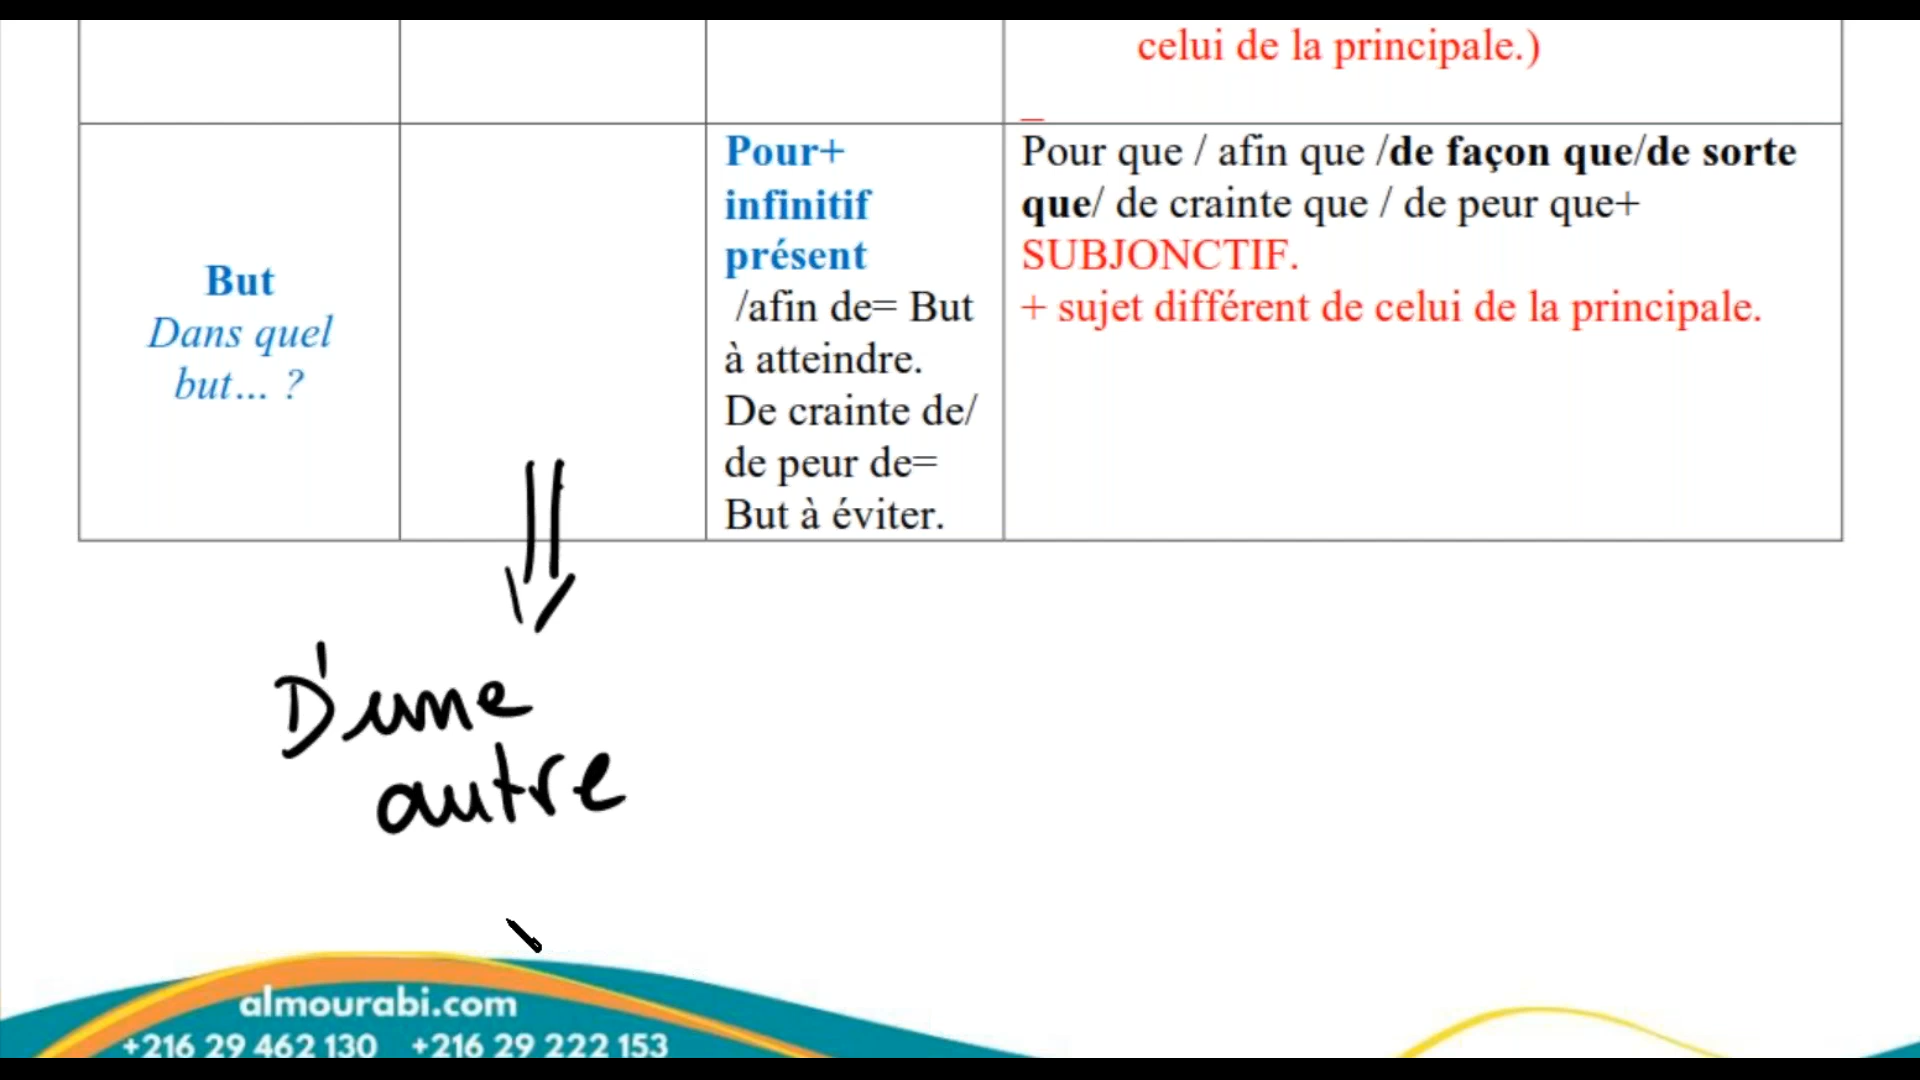 celui de la principale.)
_
But
Dans quel
but... ?
Pour+
infinitif
présent
/afin de= But
à atteindre.
De crainte de/
de peur de=
But à éviter.
Pour que / afin que /de façon que/de sorte
que/ de crainte que / de peur que+
SUBJONCTIF.
+ sujet différent de celui de la principale.
D'une
autre
almourabi.com
+216 29 462 130 +216 29 222 153